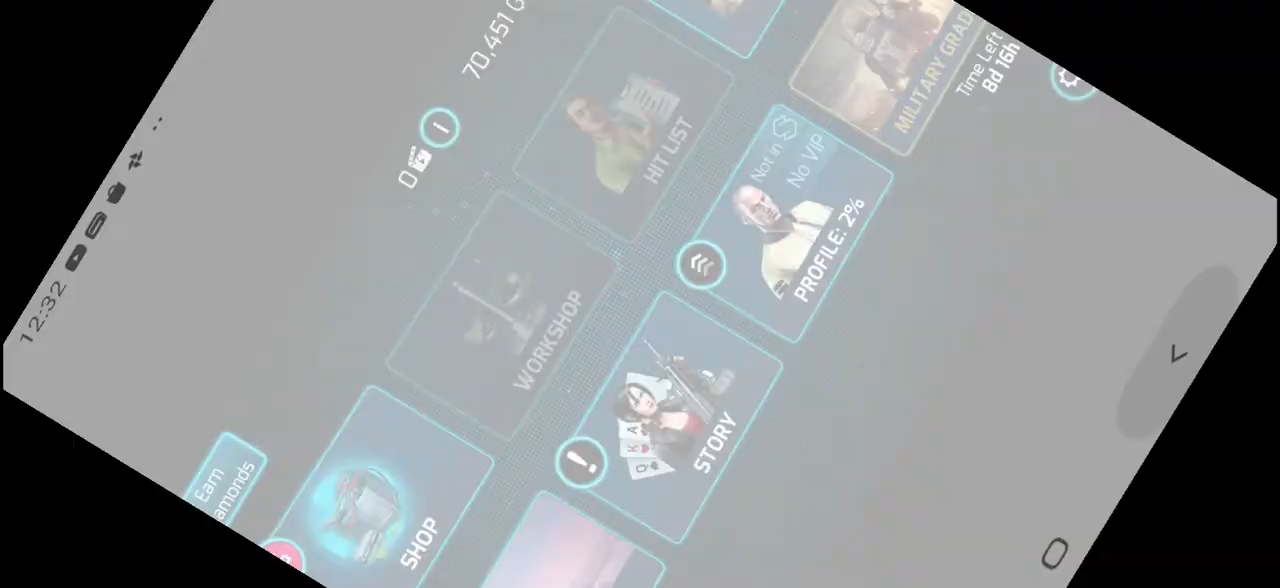 12:32
70,451 G
0
Time Left
8d 16h
MILITARY GRAD
HIT LIST
Not in
No VIP
PROFILE: 2%
WORKSHOP
STORY
A
K
Q
Earn
amonds
SHOP